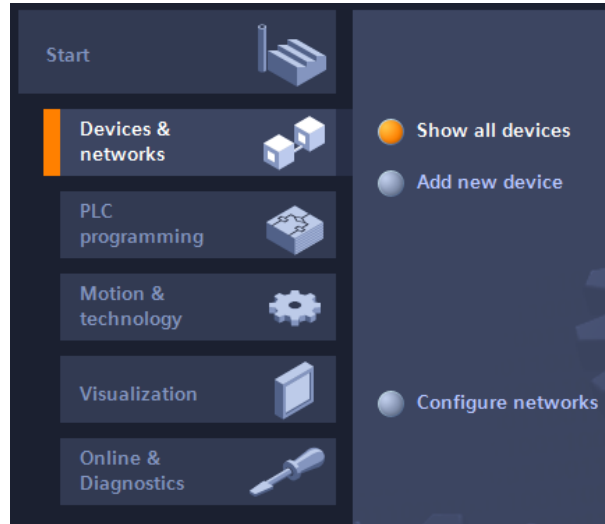 Start
Devices &
networks
PLC
programming
Motion &
technology
Visualization
Online &
Diagnostics
Show all devices
Add new device
Configure networks